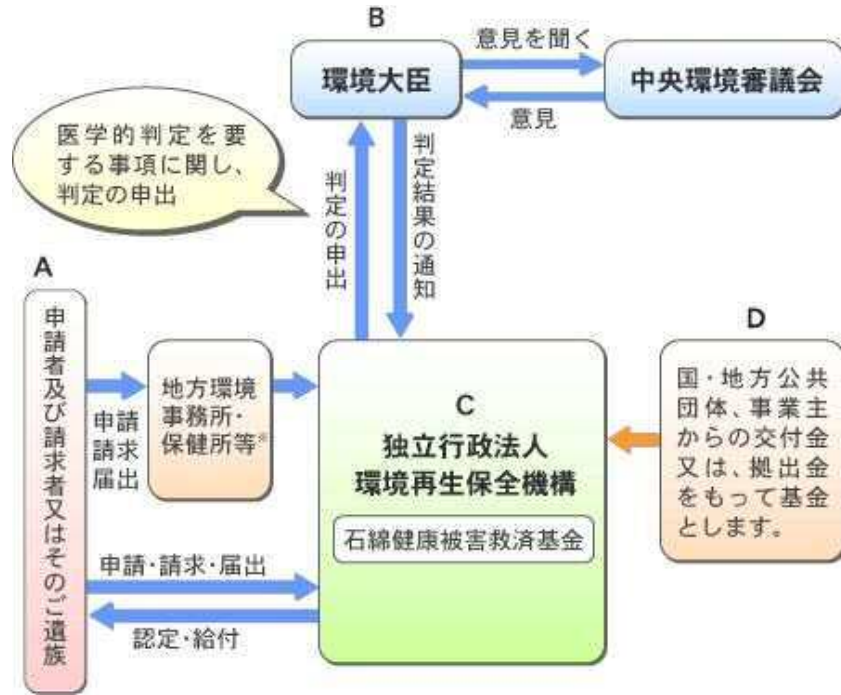 B
環境大臣
意見を聞く
意見
中央環境審議会
医学的判定を要
する事項に関し、
判定の申出
判定の申出
判定結果の通知
A
申請者及び請求者又はそのご遺族
申請
請求
届出
地方環境
事務所・
保健所等※
C
独立行政法人
環境再生保全機構
石綿健康被害救済基金
D
国・地方公共
団体、事業主
からの交付金
又は、拠出金
をもって基金
とします。
申請・請求・届出
認定・給付